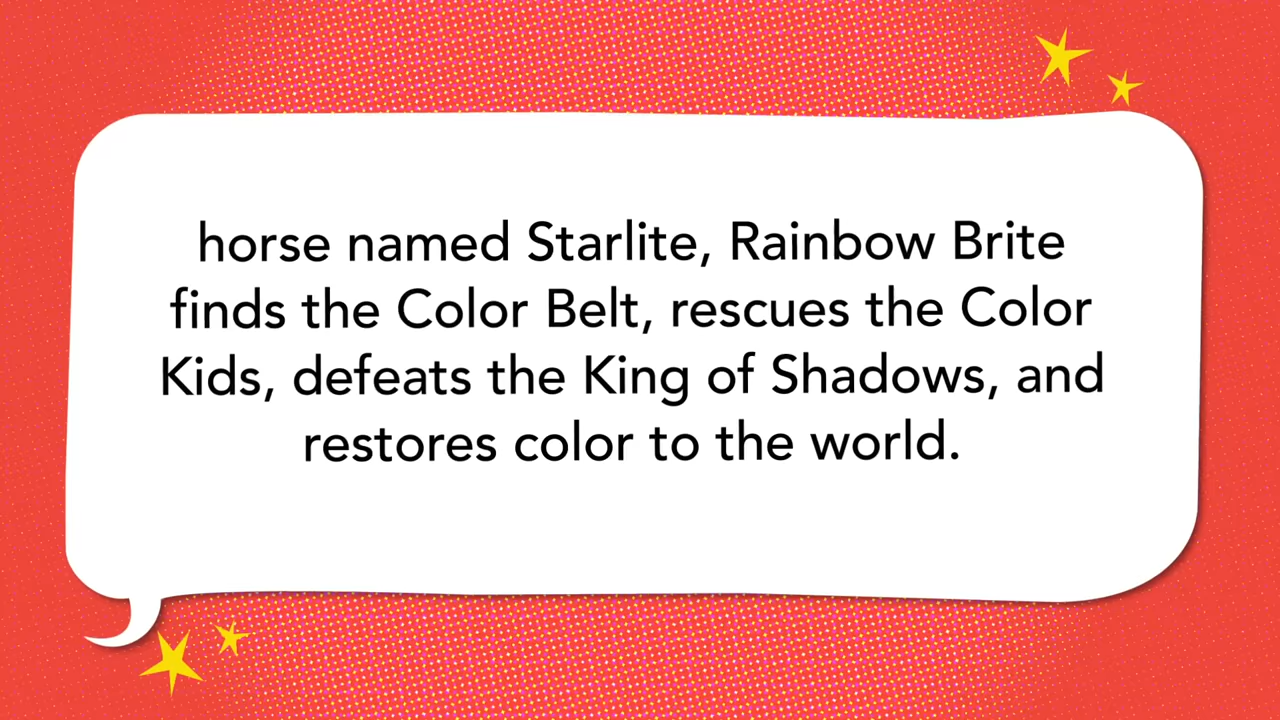 horse named Starlite, Rainbow Brite
finds the Color Belt, rescues the Color
Kids, defeats the King of Shadows, and
restores color to the world.